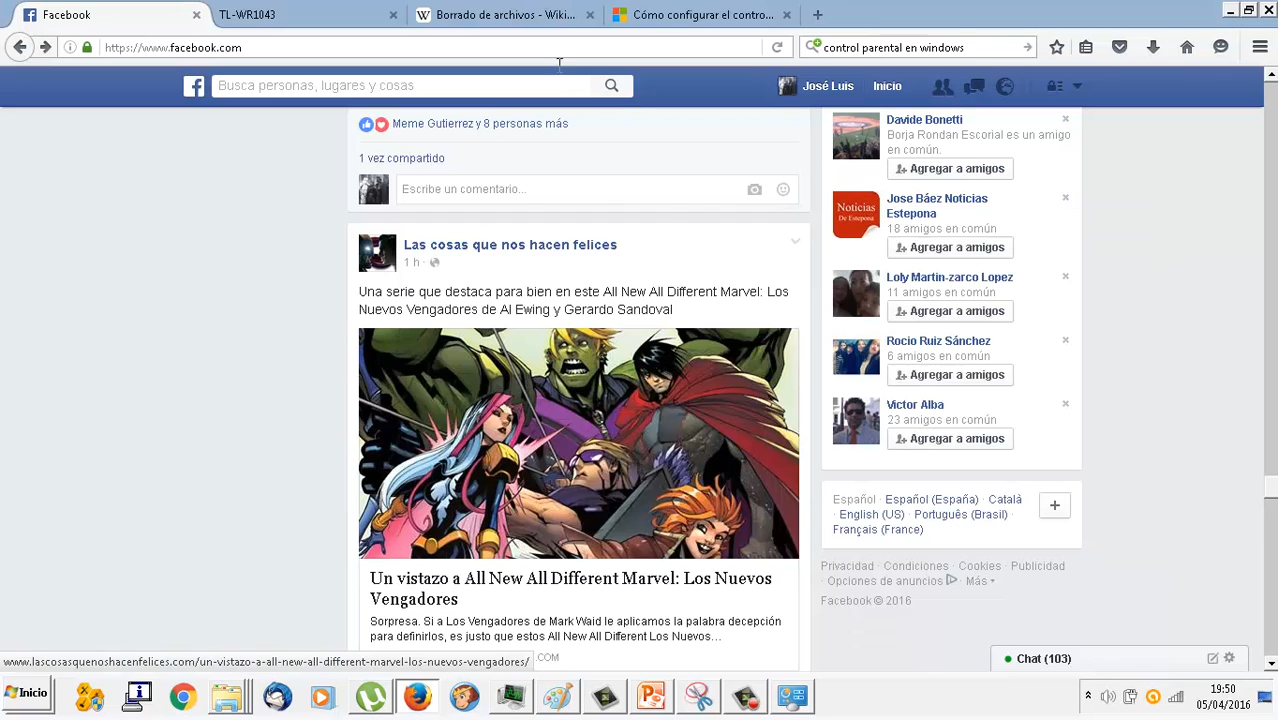 Facebook
TL-WR1043
Borrado de archivos - Wiki...
Cómo configurar el contro...
https://www.facebook.com
control parental en windows
Busca personas, lugares y cosas
José Luis
Inicio
Meme Gutierrez y 8 personas más
1 vez compartido
Escribe un comentario...
Las cosas que nos hacen felices
1 h ·
Una serie que destaca para bien en este All New All Different Marvel: Los
Nuevos Vengadores de Al Ewing y Gerardo Sandoval
Un vistazo a All New All Different Marvel: Los Nuevos
Vengadores
Sorpresa. Si a Los Vengadores de Mark Waid le aplicamos la palabra decepción
para definirlos, es justo que estos All New All Different Los Nuevos...
.COM
www.lascosasquenoshacenfelices.com/un-vistazo-a-all-new-all-different-marvel-los-nuevos-vengadores/
Davide Bonetti
Borja Rondan Escorial es un amigo
en común.
Agregar a amigos
Noticias
De Estepona
Jose Báez Noticias
Estepona
18 amigos en común
Agregar a amigos
Loly Martin-zarco Lopez
11 amigos en común
Agregar a amigos
Rocio Ruiz Sánchez
6 amigos en común
Agregar a amigos
Victor Alba
23 amigos en común
Agregar a amigos
Español · Español (España) · Català
· English (US) · Português (Brasil) ·
Français (France)
Privacidad · Condiciones · Cookies · Publicidad
· Opciones de anuncios · Más
Facebook © 2016
Chat (103)
Inicio
19:50
05/04/2016